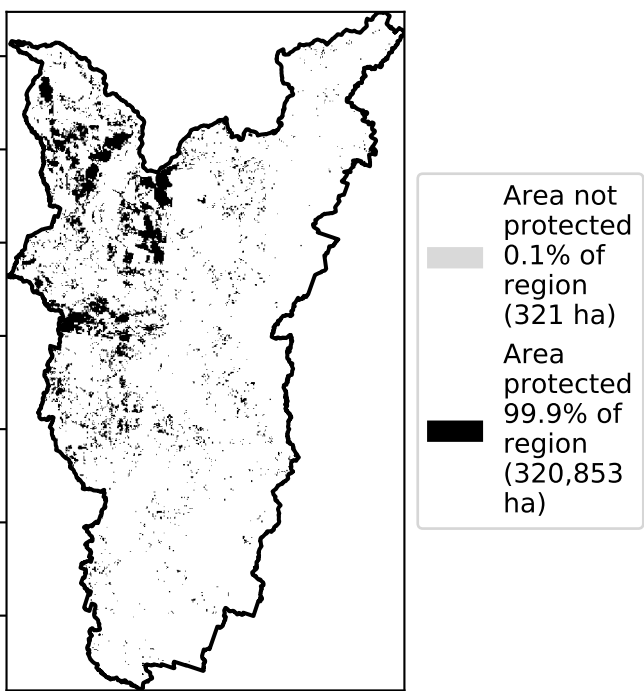 Area not
protected
0.1% of
region
(321 ha)
Area
protected
99.9% of
region
(320,853
ha)